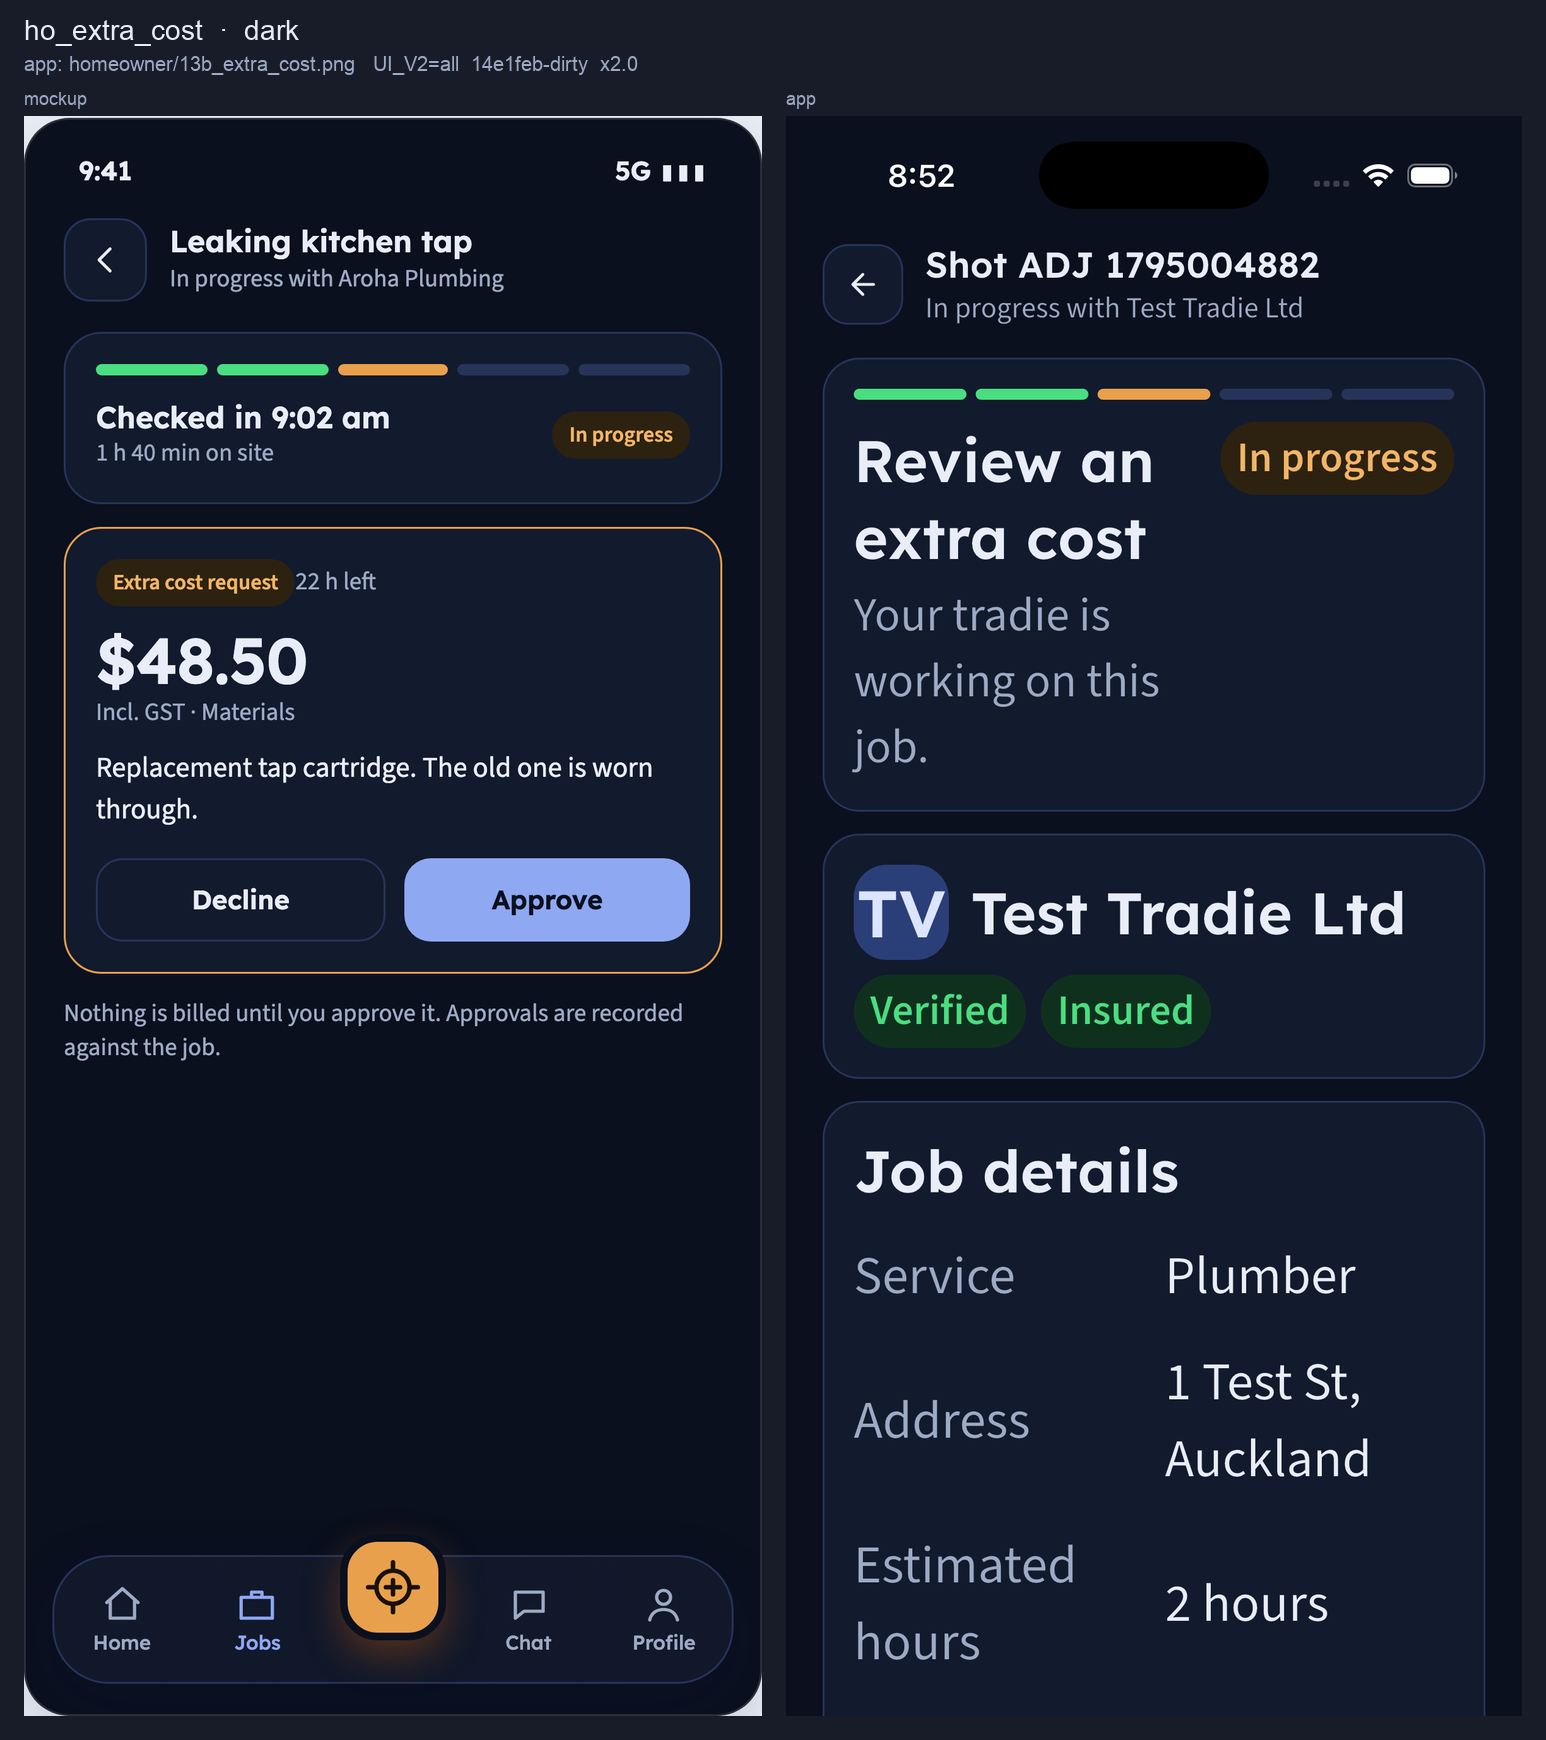 ho_extra_cost · dark
app: homeowner/13b_extra_cost.png UI_V2=all 14e1feb-dirty x2.0
mockup
9:41
5G
Leaking kitchen tap
In progress with Aroha Plumbing
Checked in 9:02 am
1 h 40 min on site
In progress
Extra cost request
22 h left
$48.50
Incl. GST · Materials
Replacement tap cartridge. The old one is worn
through.
Decline
Approve
Nothing is billed until you approve it. Approvals are recorded
against the job.
Home
Jobs
Chat
Profile
app
8:52
Shot ADJ 1795004882
In progress with Test Tradie Ltd
Review an
extra cost
In progress
Your tradie is
working on this
job.
TV
Test Tradie Ltd
Verified
Insured
Job details
Service
Plumber
Address
1 Test St,
Auckland
Estimated
hours
2 hours